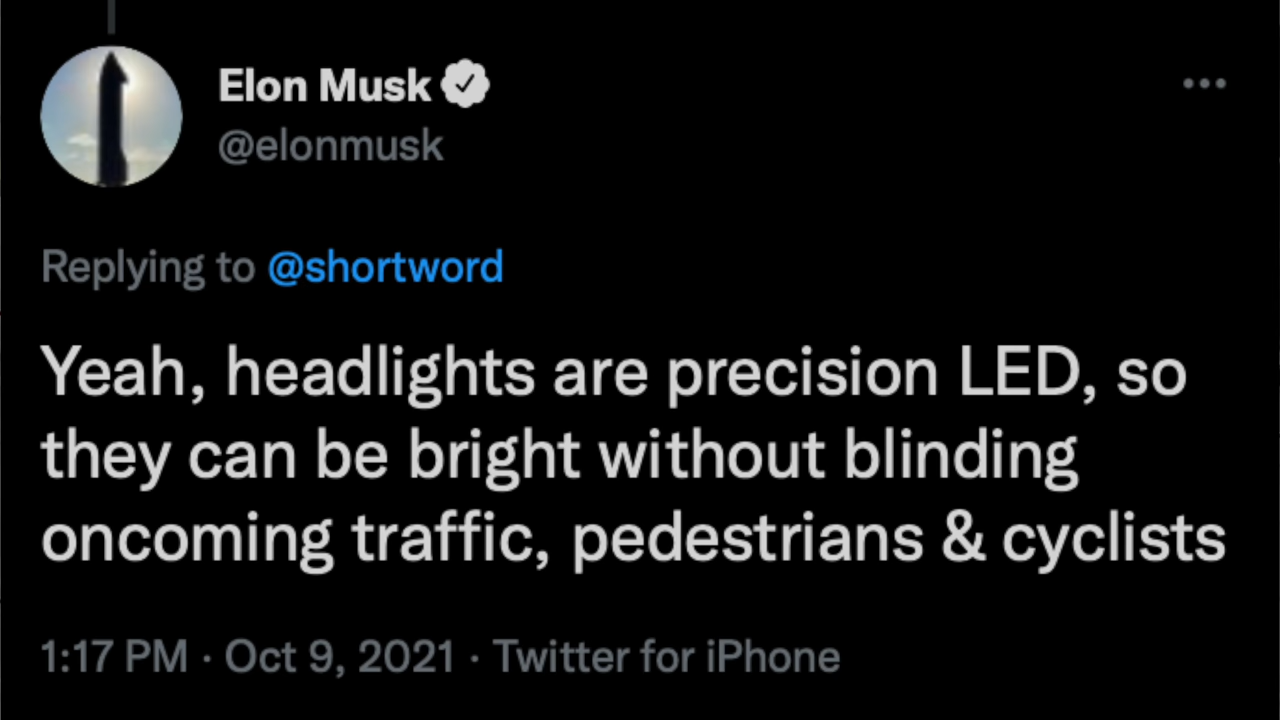 Elon Musk
@elonmusk
Replying to @shortword
Yeah, headlights are precision LED, so
they can be bright without blinding
oncoming traffic, pedestrians & cyclists
1:17 PM · Oct 9, 2021 · Twitter for iPhone